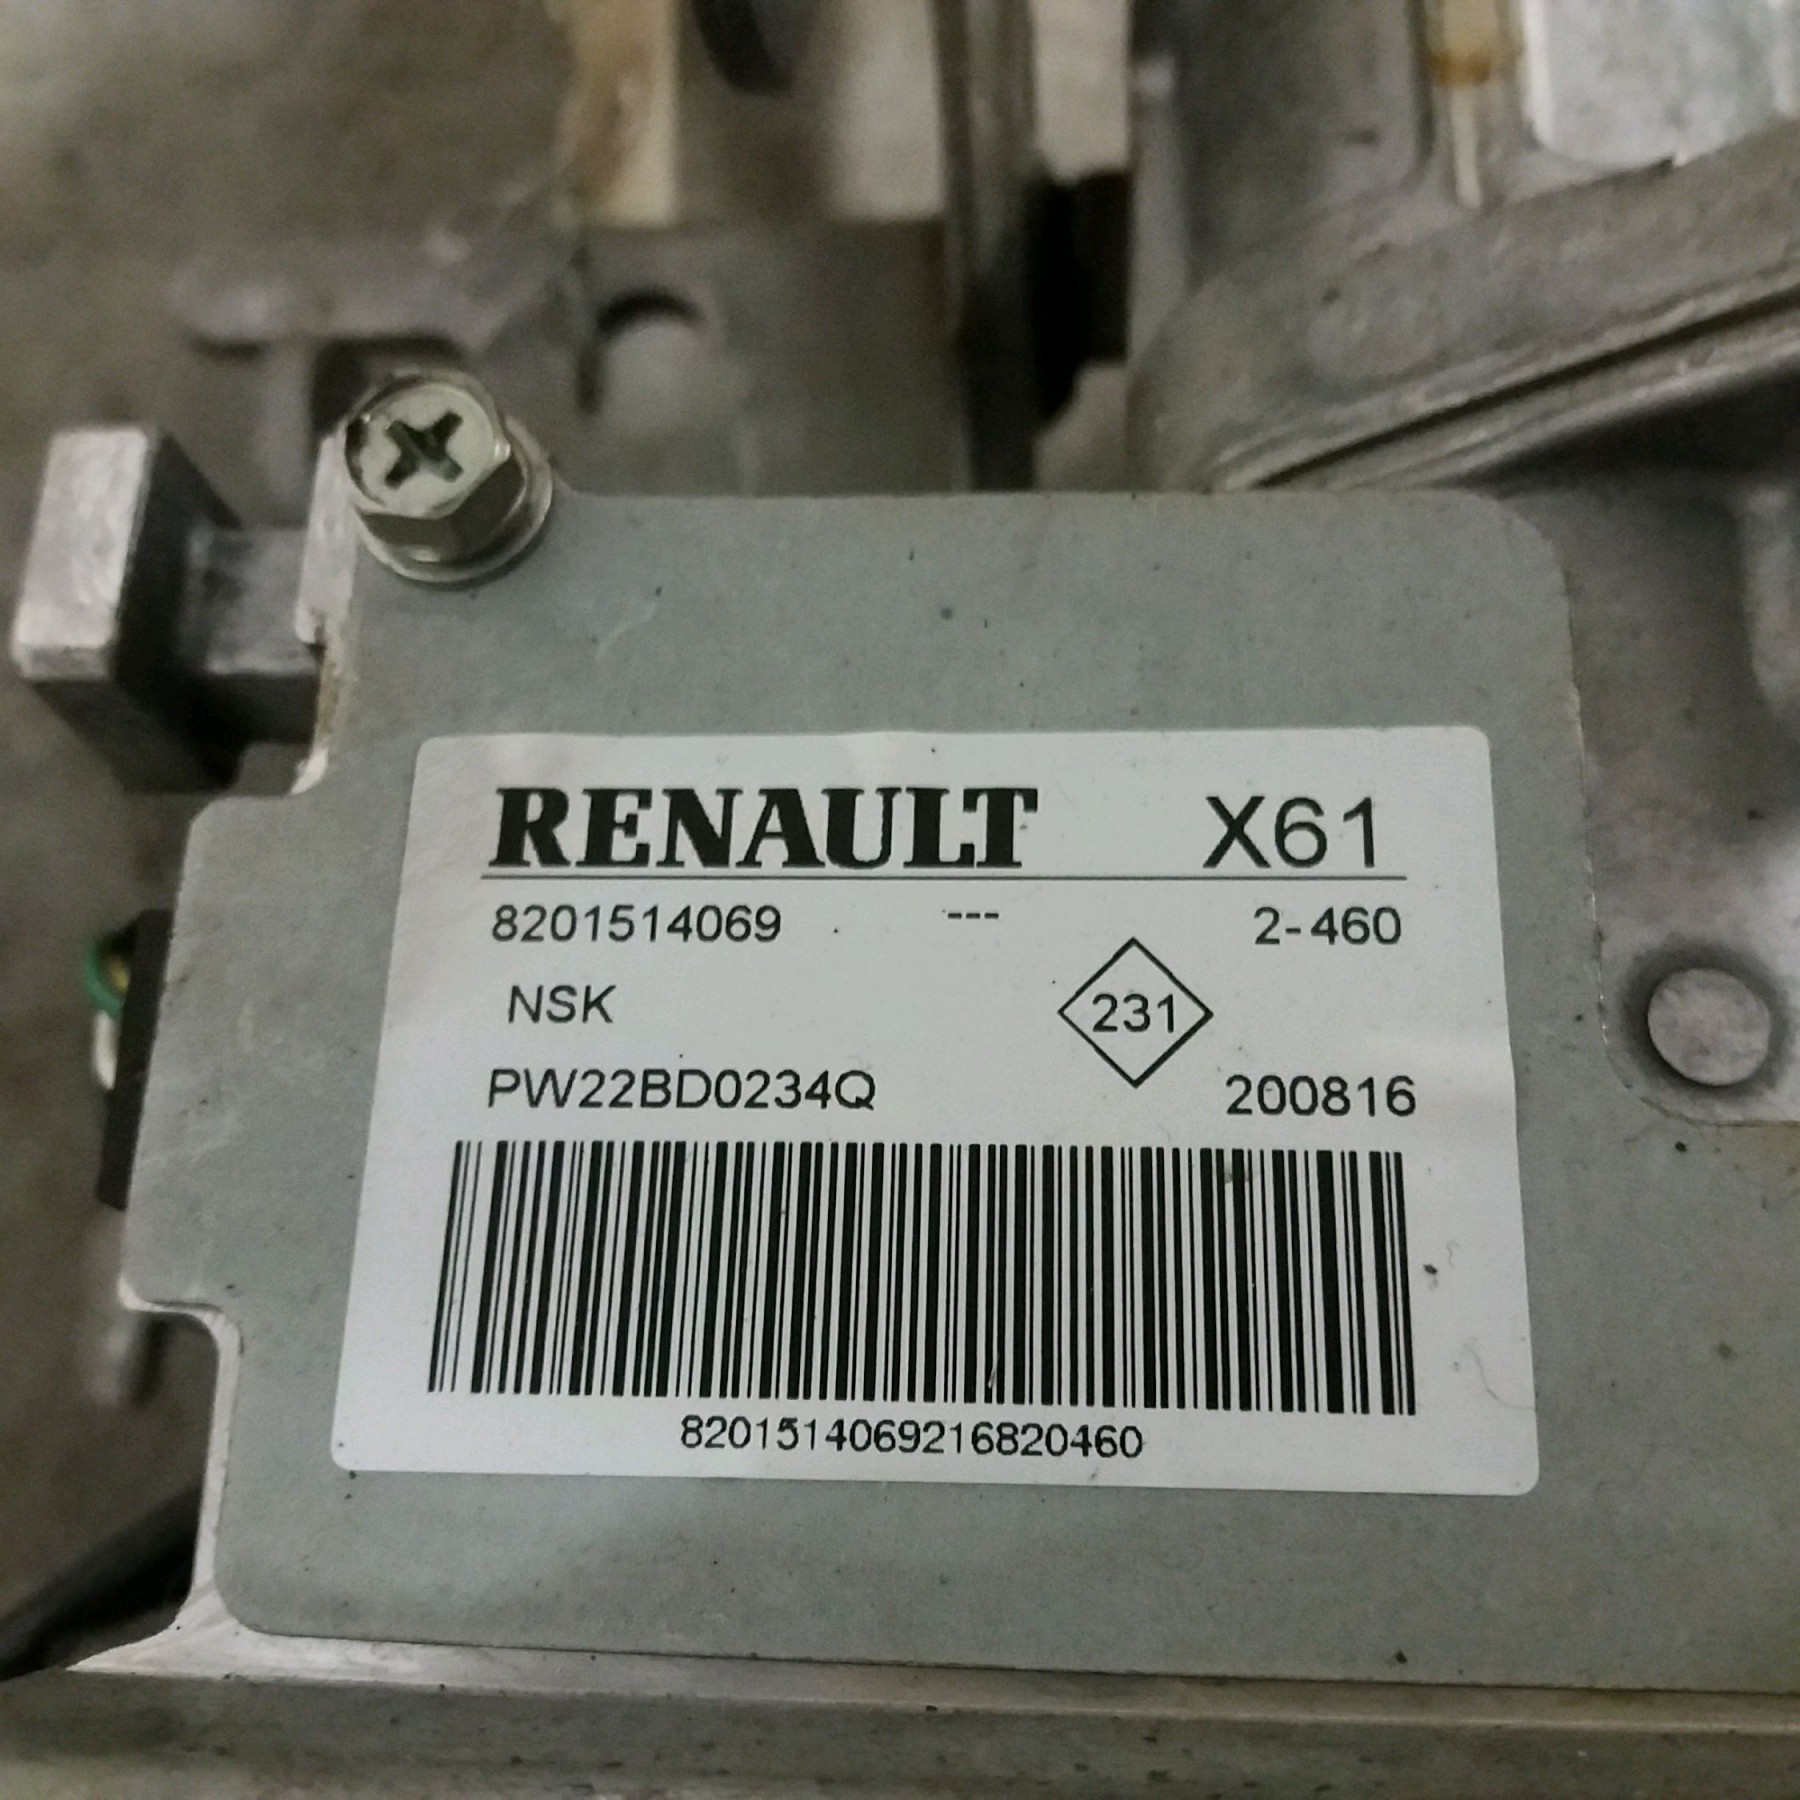 RENAULT X61
8201514069 --- 2-460
NSK 231
PW22BD0234Q 200816
8201514069216820460